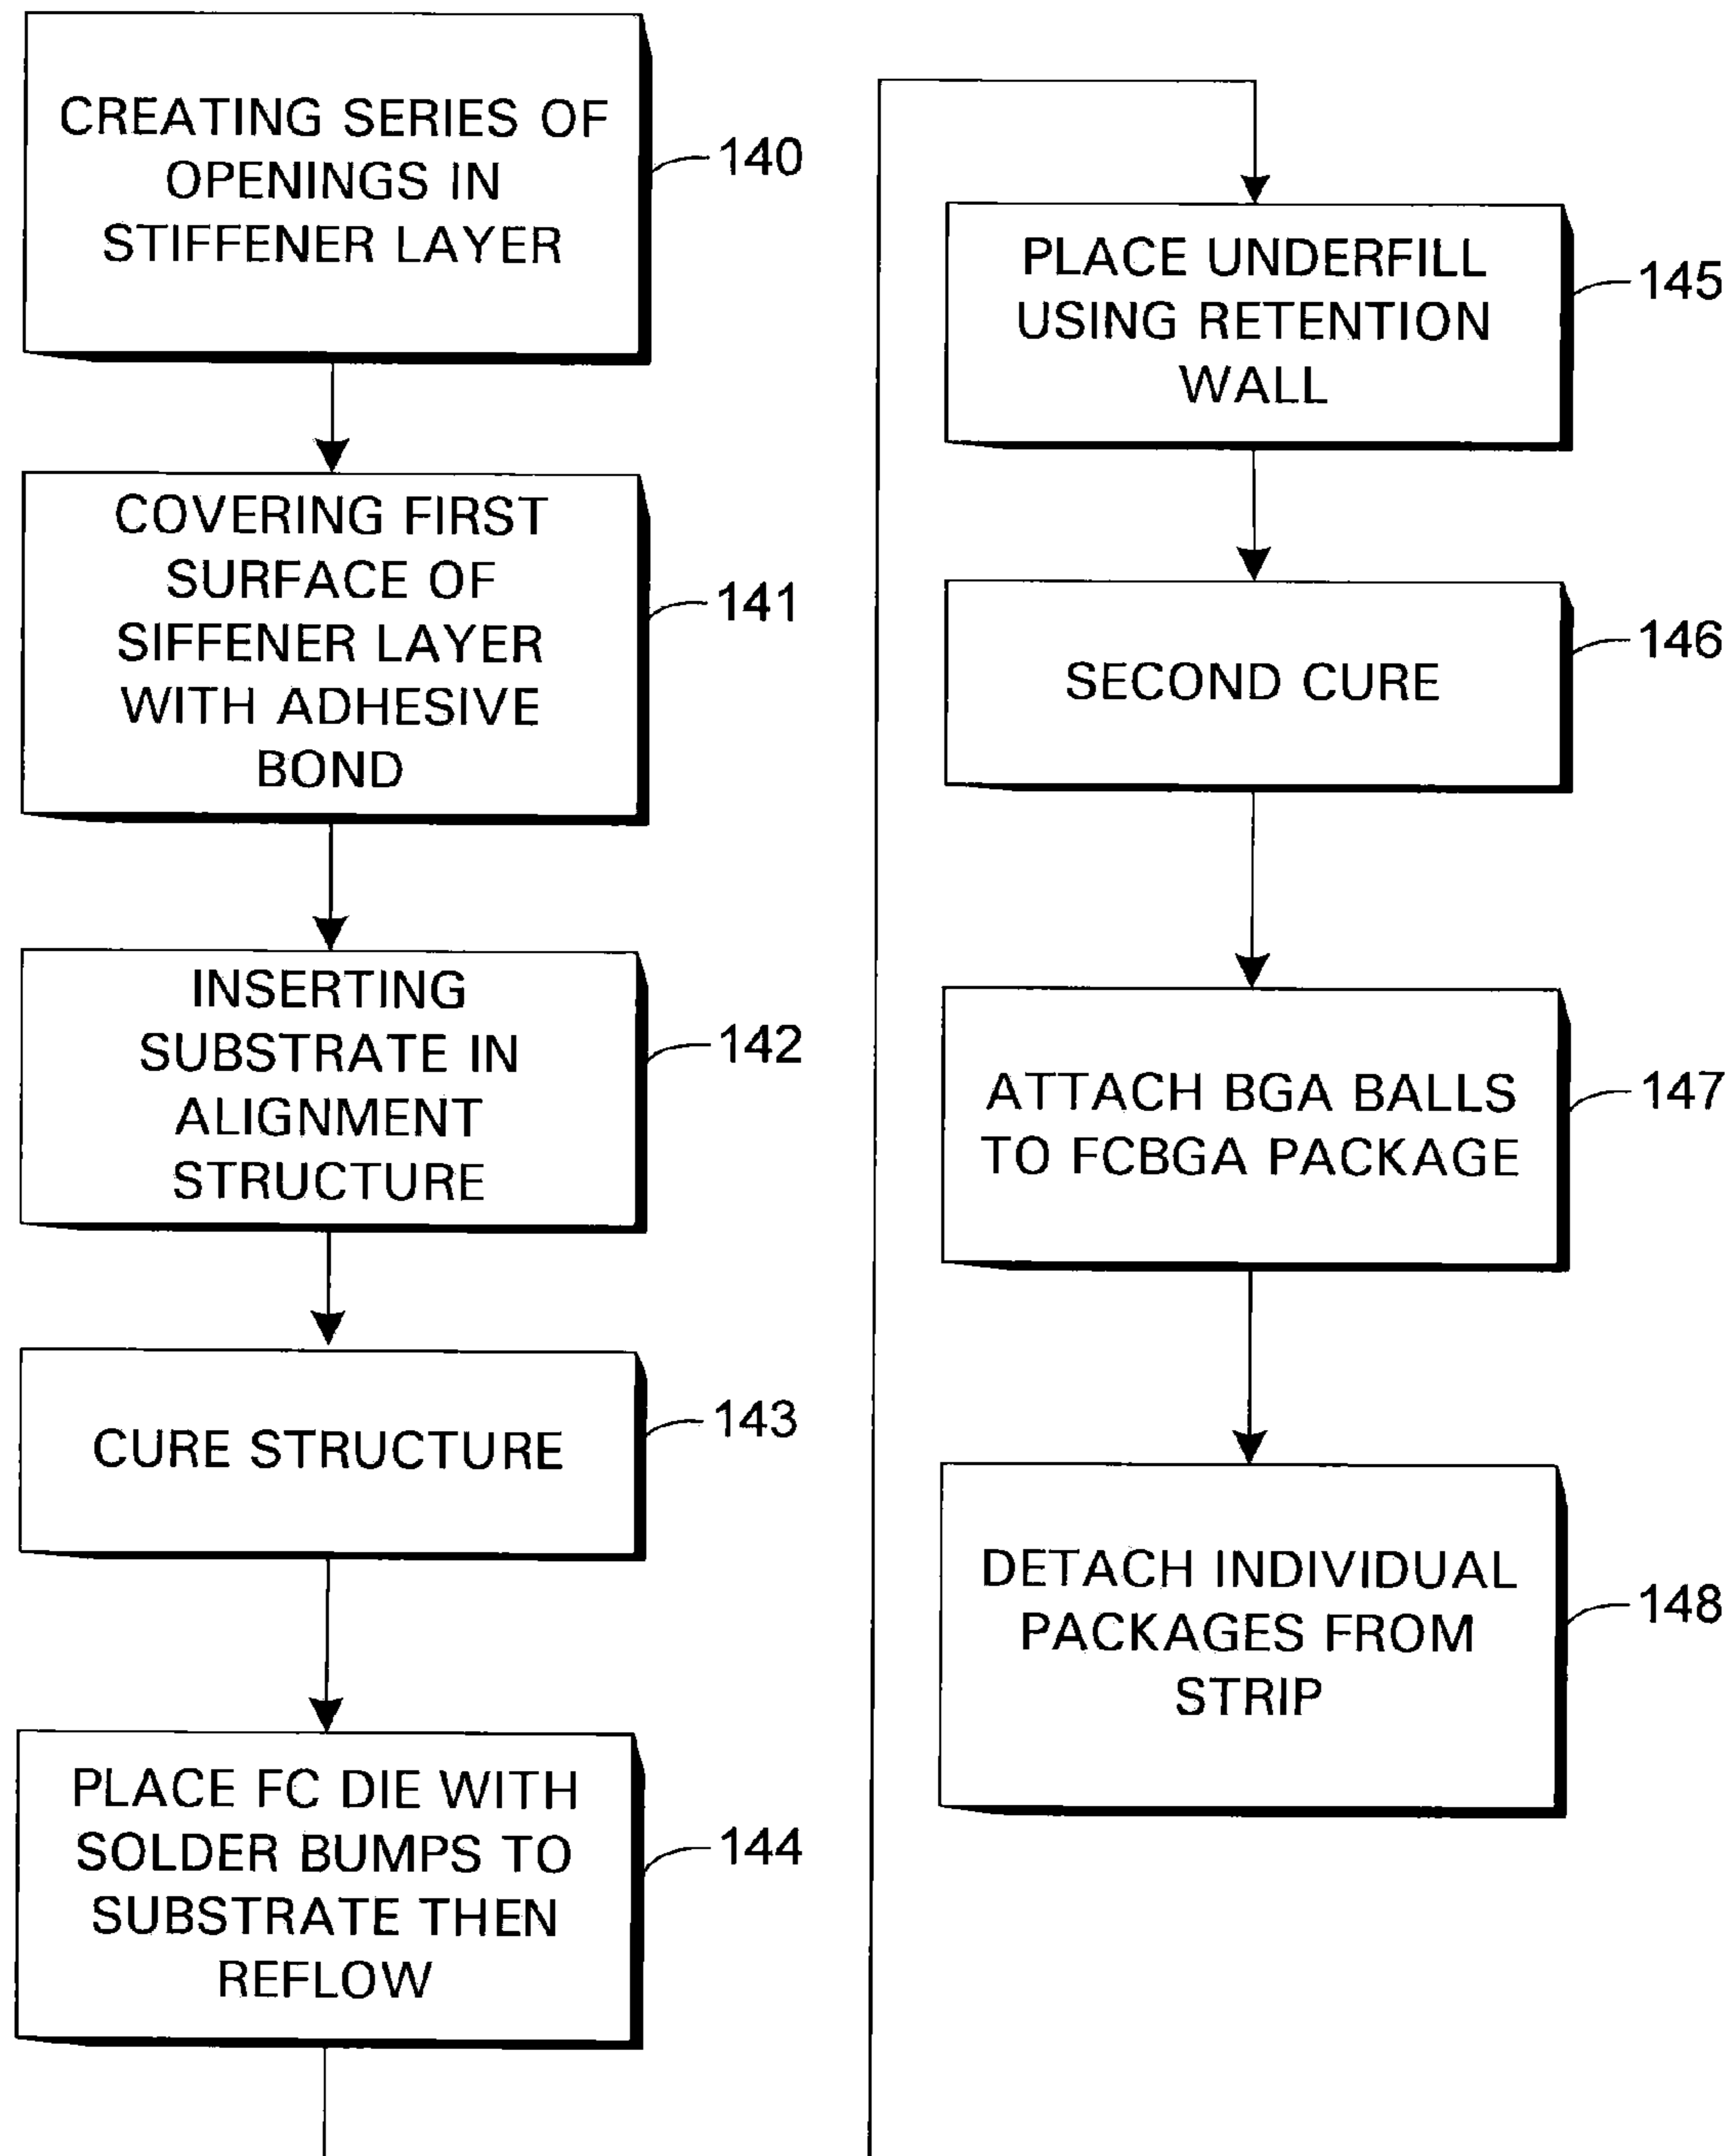 CREATING SERIES OF
OPENINGS IN
STIFFENER LAYER
140
COVERING FIRST
SURFACE OF
SIFFENER LAYER
WITH ADHESIVE
BOND
141
INSERTING
SUBSTRATE IN
ALIGNMENT
STRUCTURE
142
CURE STRUCTURE
143
PLACE FC DIE WITH
SOLDER BUMPS TO
SUBSTRATE THEN
REFLOW
144
PLACE UNDERFILL
USING RETENTION
WALL
145
SECOND CURE
146
ATTACH BGA BALLS
TO FCBGA PACKAGE
147
DETACH INDIVIDUAL
PACKAGES FROM
STRIP
148